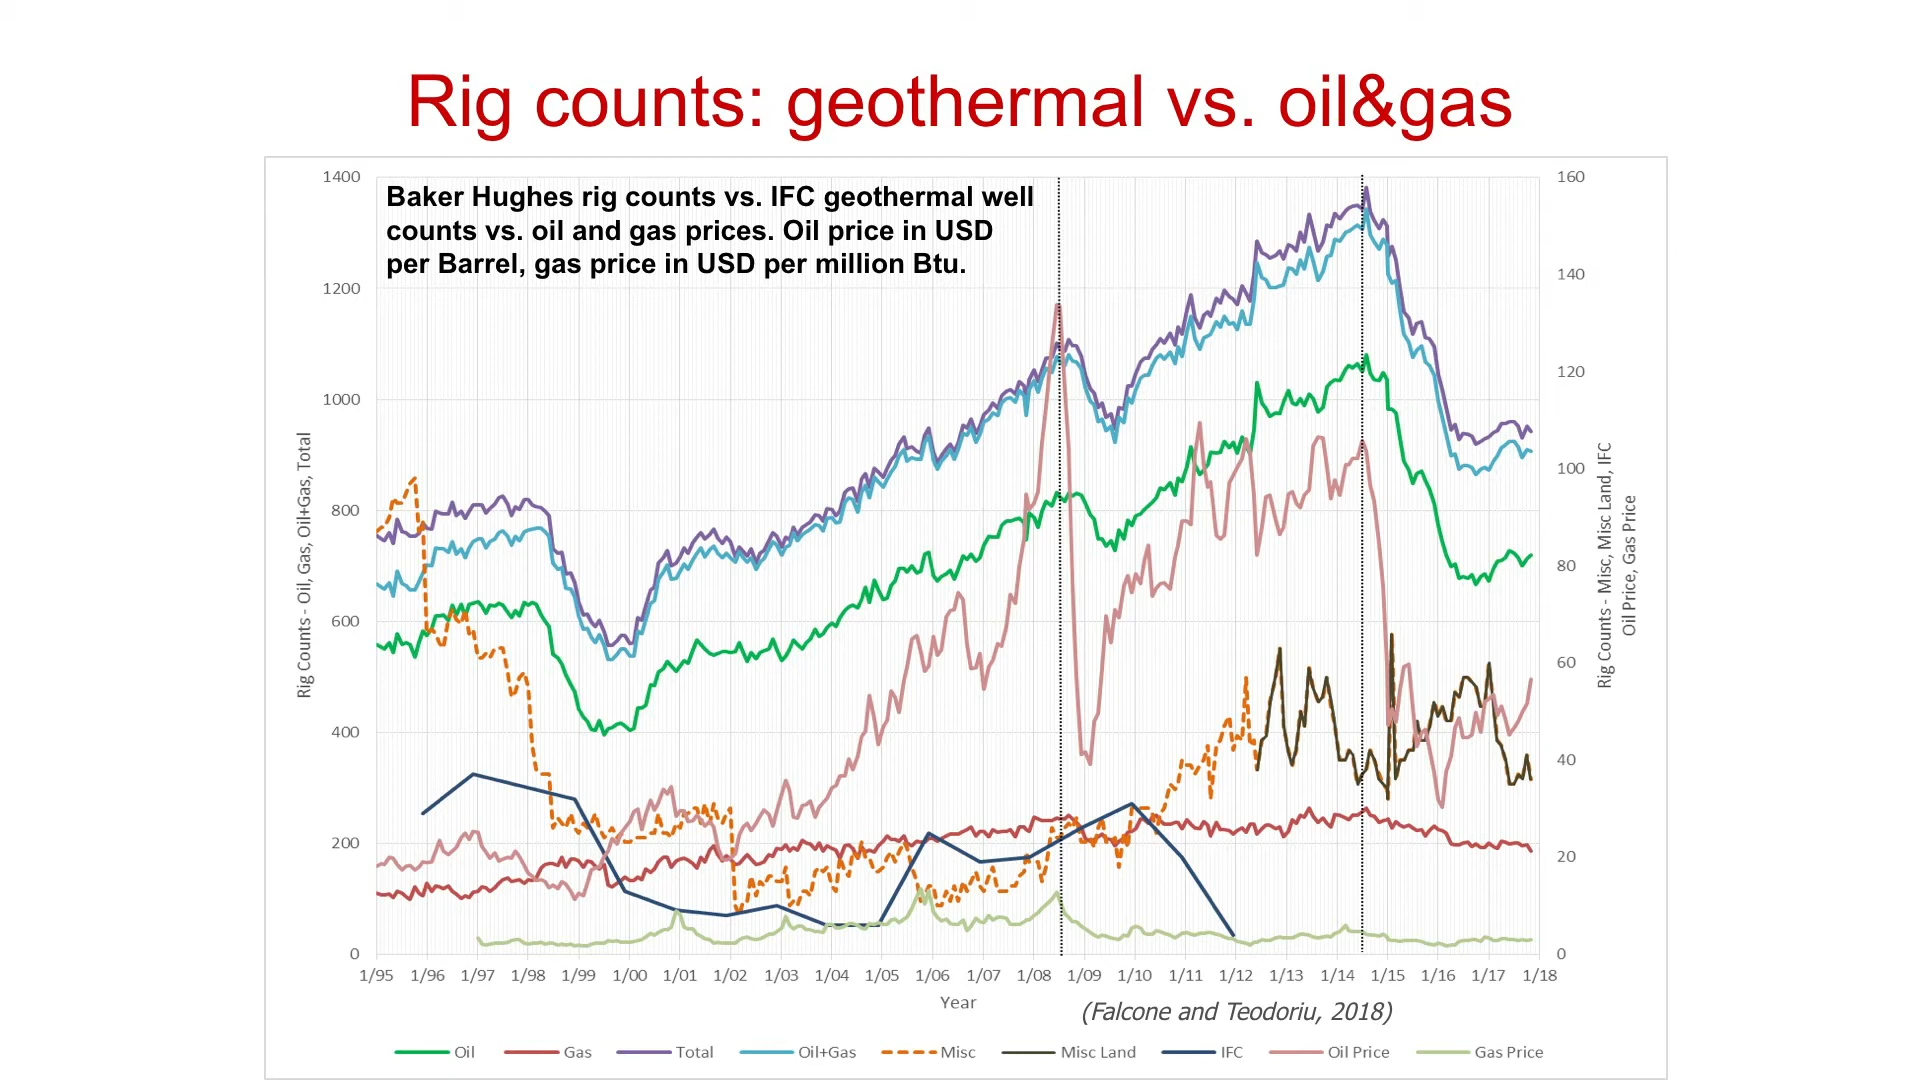 Rig counts: geothermal vs. oil&gas
Baker Hughes rig counts vs. IFC geothermal well
counts vs. oil and gas prices. Oil price in USD
per Barrel, gas price in USD per million Btu.
1400
1200
1000
800
600
400
200
0
Rig Counts - Oil, Gas, Oil+Gas, Total
160
140
120
100
80
60
40
20
0
Rig Counts - Misc, Misc Land, IFC
Oil Price, Gas Price
1/95 1/96 1/97 1/98 1/99 1/00 1/01 1/02 1/03 1/04 1/05 1/06 1/07 1/08 1/09 1/10 1/11 1/12 1/13 1/14 1/15 1/16 1/17 1/18
Year
(Falcone and Teodoriu, 2018)
Oil Gas Total Oil+Gas Misc Misc Land IFC Oil Price Gas Price